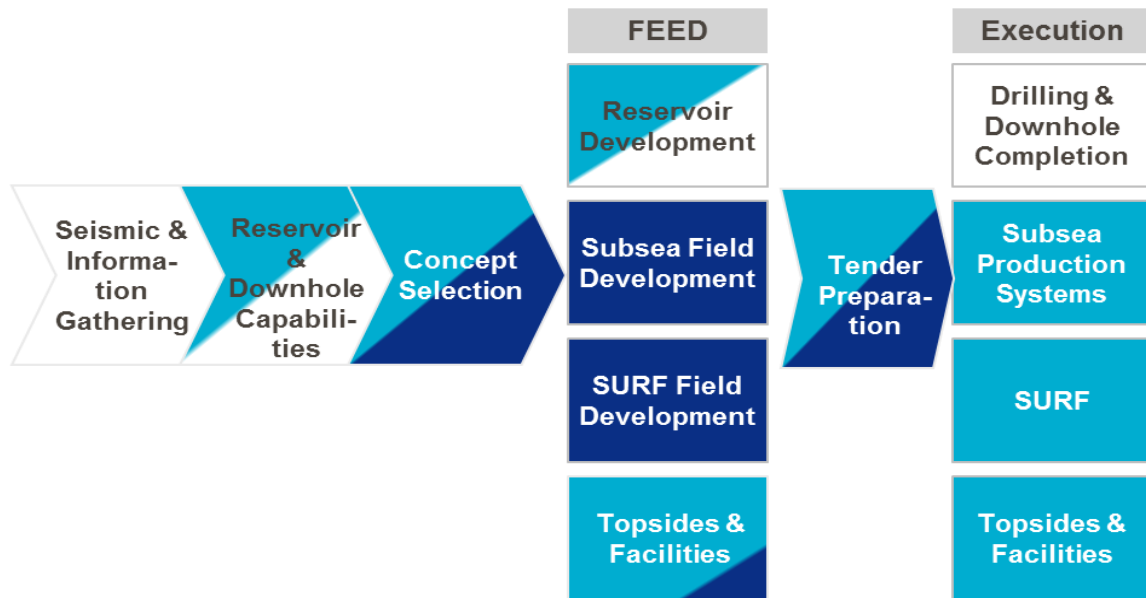 FEED
Execution
Seismic &
Informa-
tion
Gathering
Reservoir
&
Downhole
Capabili-
ties
Concept
Selection
Reservoir
Development
Subsea Field
Development
SURF Field
Development
Topsides &
Facilities
Tender
Prepara-
tion
Drilling &
Downhole
Completion
Subsea
Production
Systems
SURF
Topsides &
Facilities